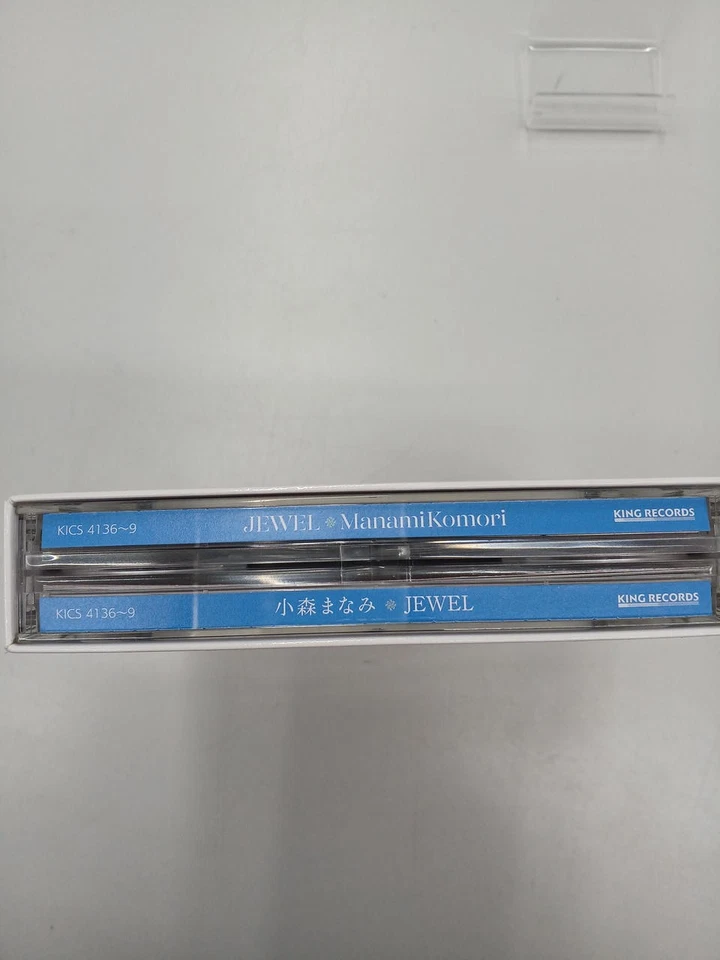 KICS 4136〜9 JEWEL ManamiKomori KING RECORDS
KICS 4136〜9 小森まなみ JEWEL KING RECORDS